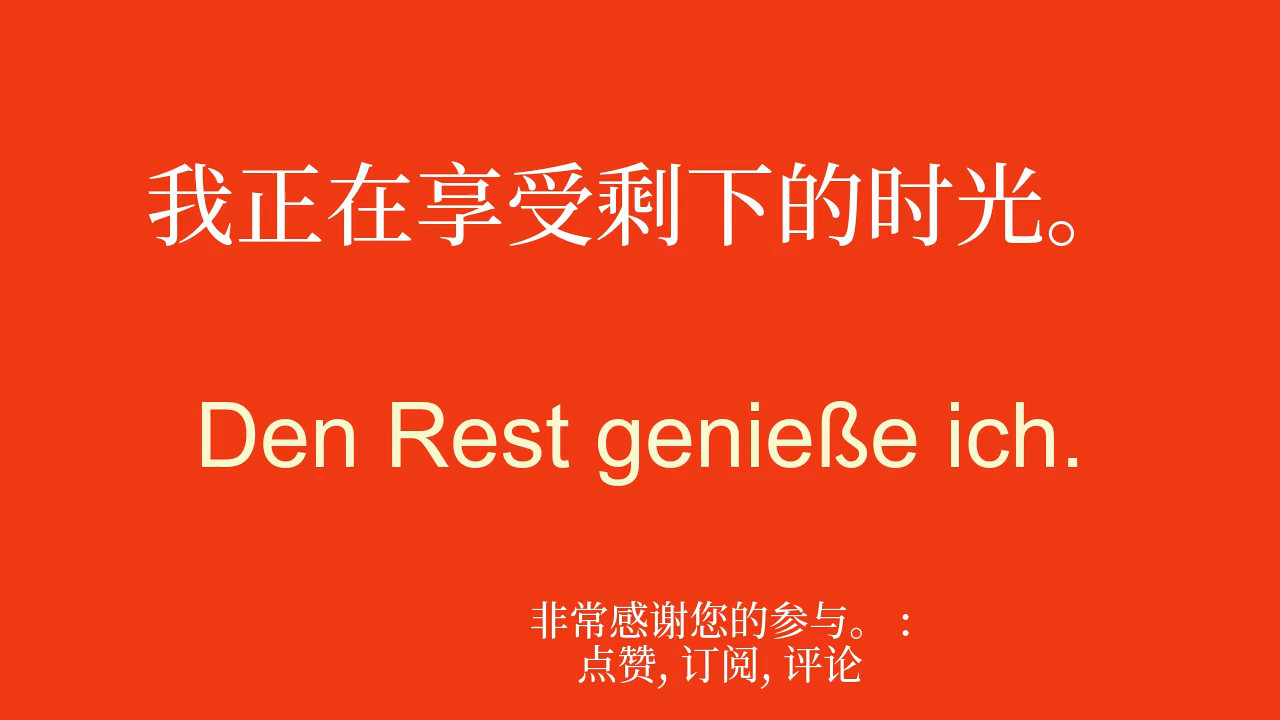 我正在享受剩下的时光。
Den Rest genieße ich.
非常感谢您的参与。 :
点赞, 订阅, 评论